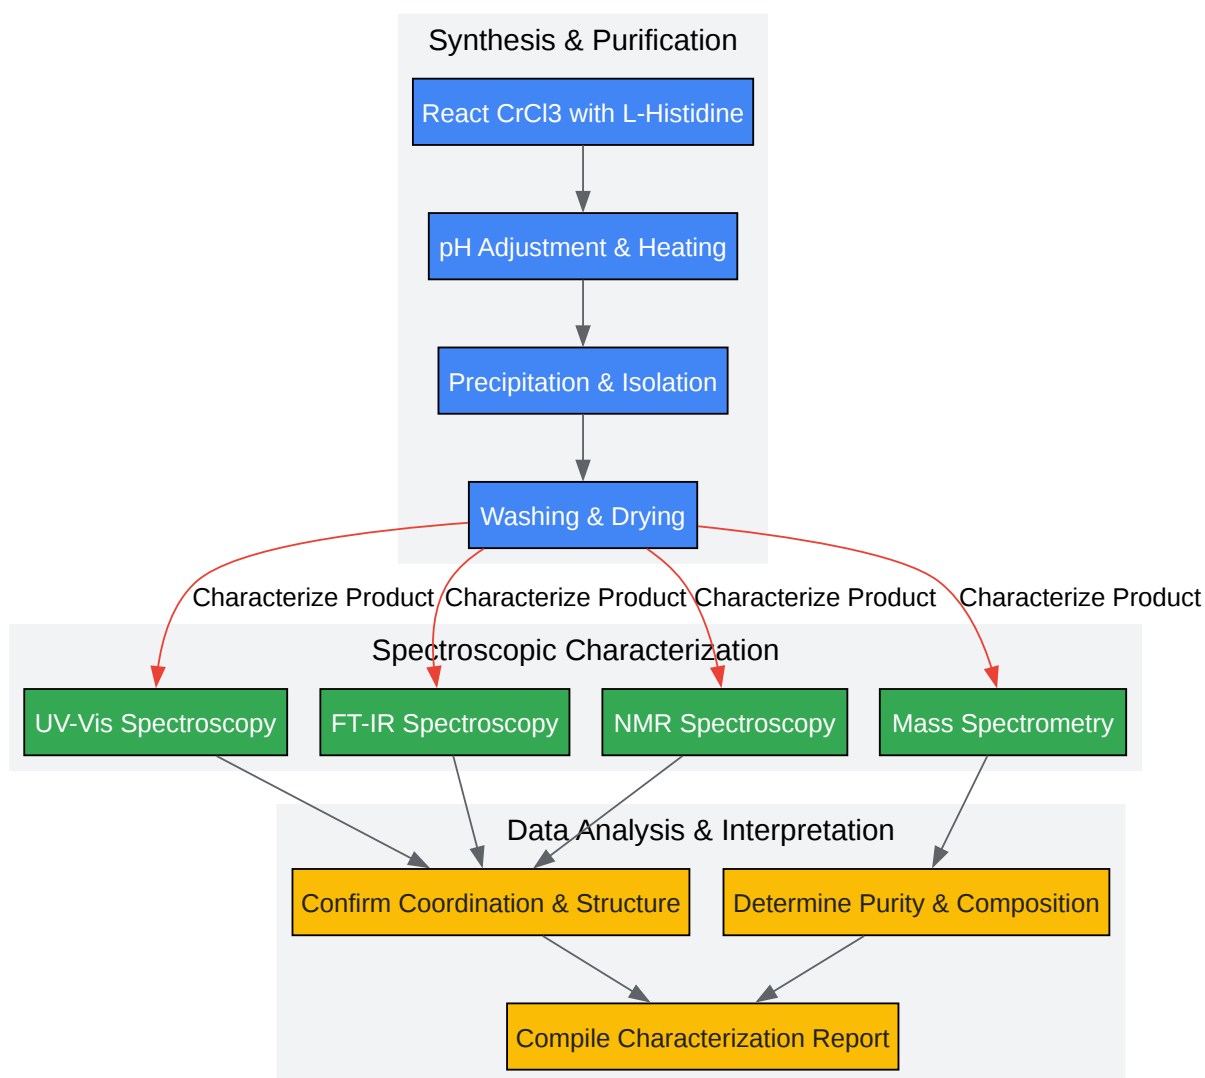 Synthesis & Purification
React CrCl3 with L-Histidine
pH Adjustment & Heating
Precipitation & Isolation
Washing & Drying
Characterize Product
Characterize Product
Characterize Product
Characterize Product
Spectroscopic Characterization
UV-Vis Spectroscopy
FT-IR Spectroscopy
NMR Spectroscopy
Mass Spectrometry
Data Analysis & Interpretation
Confirm Coordination & Structure
Determine Purity & Composition
Compile Characterization Report